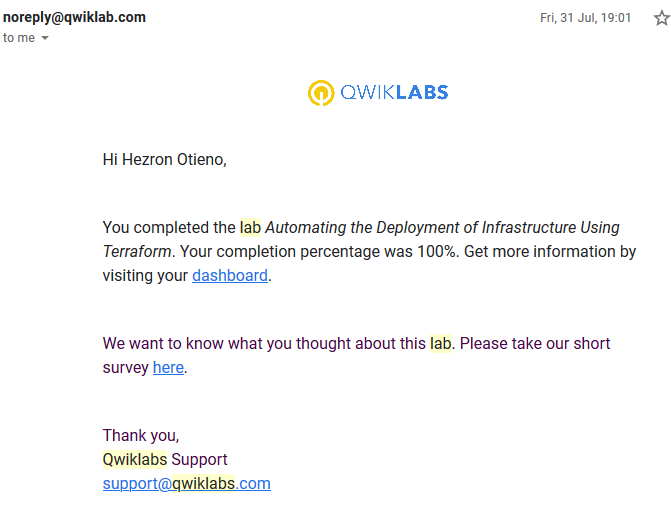 noreply@qwiklab.com
Fri, 31 Jul, 19:01
to me
QWIKLABS
Hi Hezron Otieno,
You completed the lab Automating the Deployment of Infrastructure Using
Terraform. Your completion percentage was 100%. Get more information by
visiting your dashboard.
We want to know what you thought about this lab. Please take our short
survey here.
Thank you,
Qwiklabs Support
support@qwiklabs.com